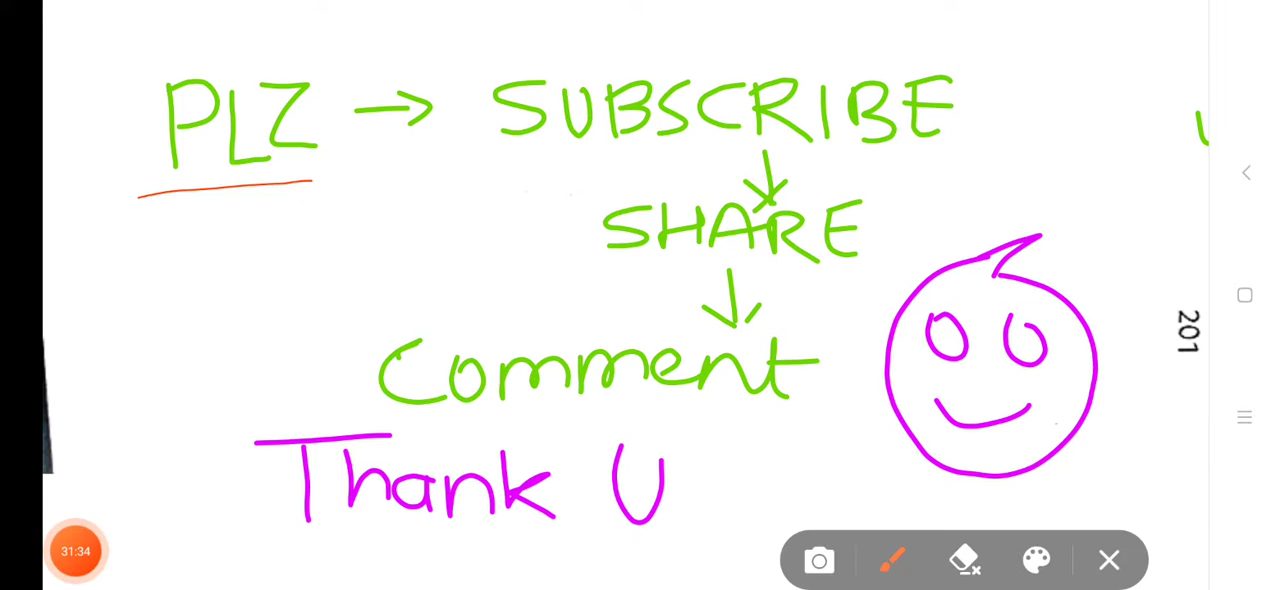 PLZ → SUBSCRIBE
SHARE
Comment
Thank U
201
31:34